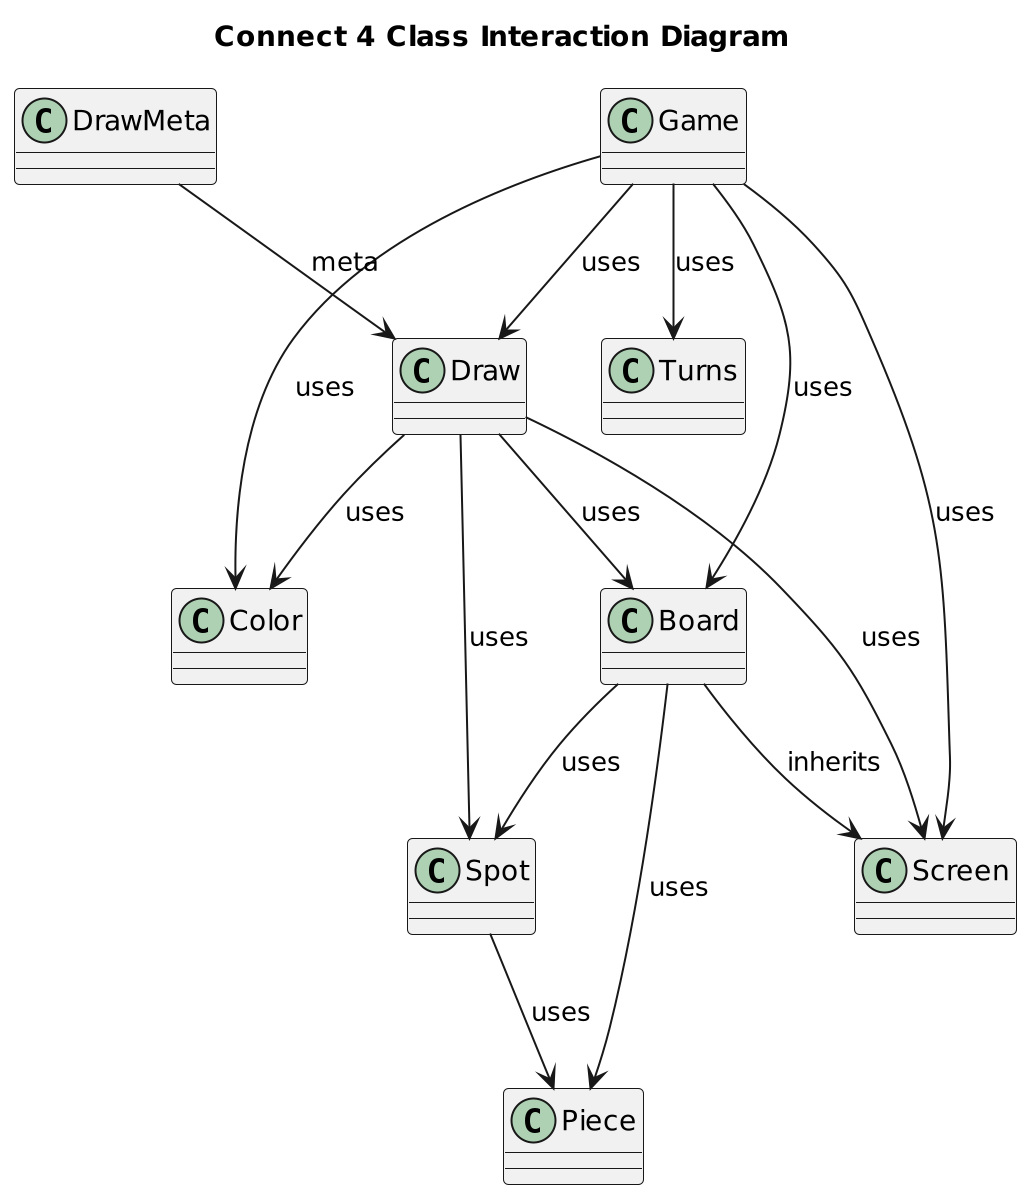 Connect 4 Class Interaction Diagram
C DrawMeta
C Game
meta
uses
uses
C Draw
C Turns
uses
uses
uses
uses
uses
C Color
C Board
uses
uses
uses
inherits
C Spot
C Screen
uses
uses
C Piece